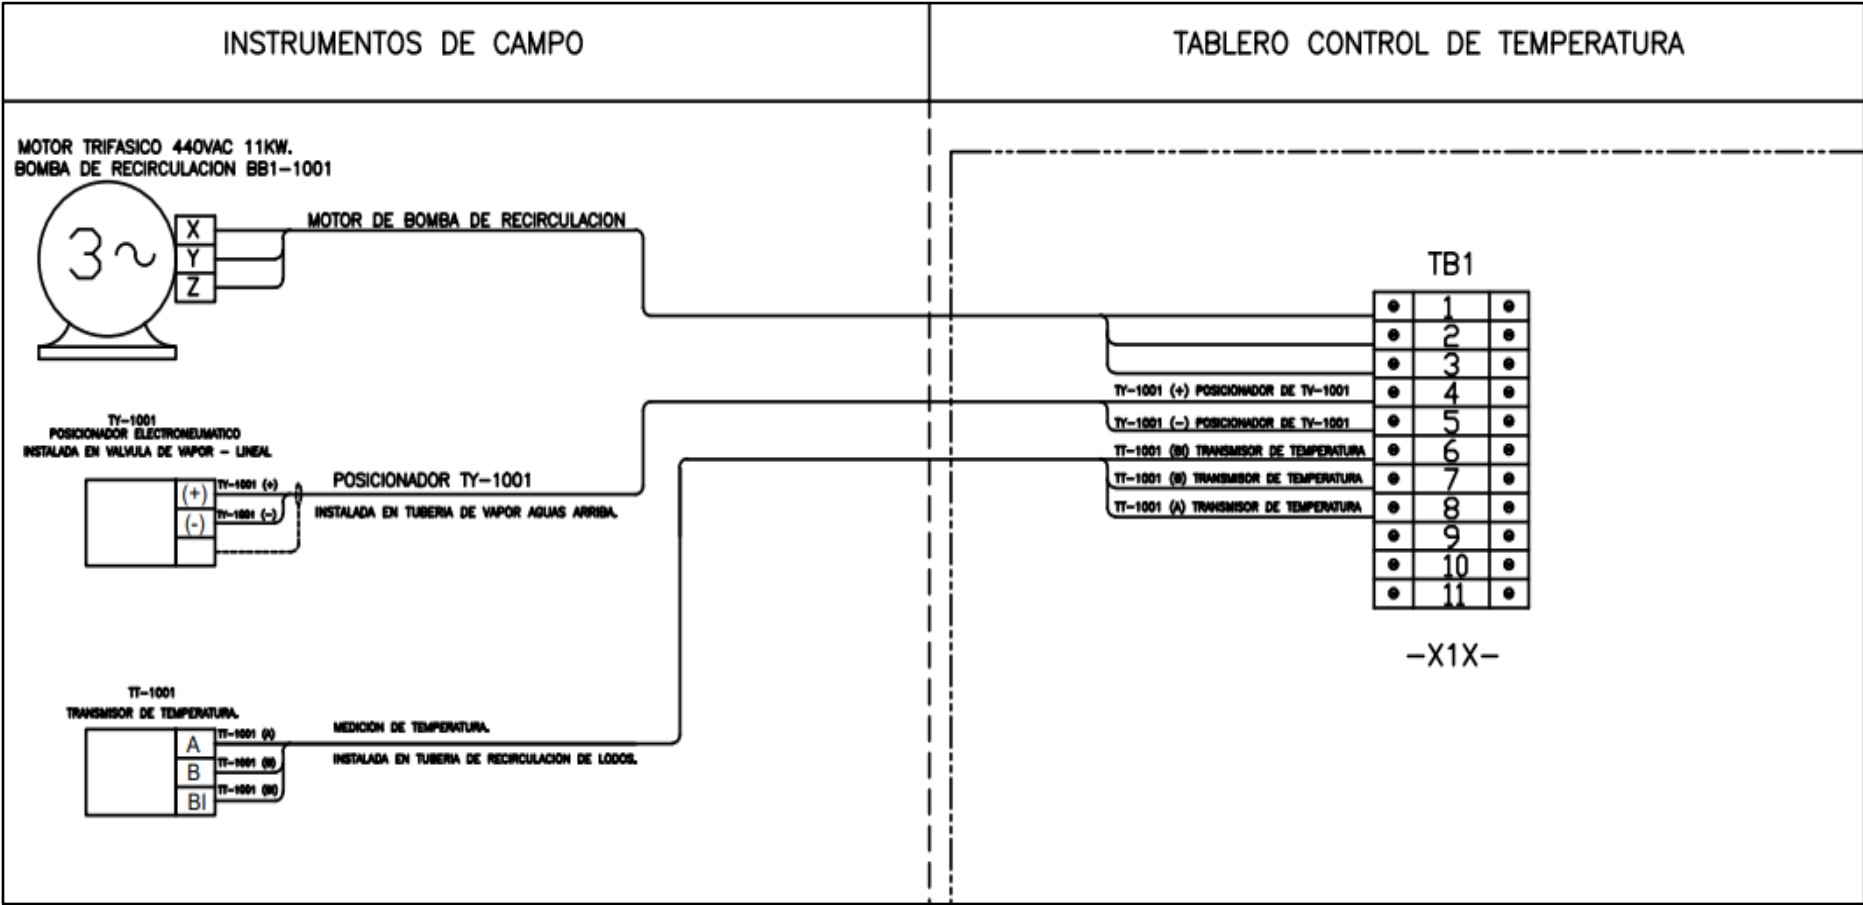 INSTRUMENTOS DE CAMPO
TABLERO CONTROL DE TEMPERATURA
MOTOR TRIFASICO 440VAC 11KW.
BOMBA DE RECIRCULACION BB1-1001
3~
X
Y
Z
MOTOR DE BOMBA DE RECIRCULACION
TY-1001
POSICIONADOR ELECTRONEUMATICO
INSTALADA EN VALVULA DE VAPOR - LINEAL
(+)
(-)
TY-1001 (+)
TY-1001 (-)
POSICIONADOR TY-1001
INSTALADA EN TUBERIA DE VAPOR AGUAS ARRIBA.
TT-1001
TRANSMISOR DE TEMPERATURA.
A
B
BI
TT-1001 (A)
TT-1001 (B)
TT-1001 (BI)
MEDICION DE TEMPERATURA.
INSTALADA EN TUBERIA DE RECIRCULACION DE LODOS.
TB1
1
2
3
TY-1001 (+) POSICIONADOR DE TV-1001
4
TY-1001 (-) POSICIONADOR DE TV-1001
5
TT-1001 (BI) TRANSMISOR DE TEMPERATURA
6
TT-1001 (B) TRANSMISOR DE TEMPERATURA
7
TT-1001 (A) TRANSMISOR DE TEMPERATURA
8
9
10
11
-X1X-